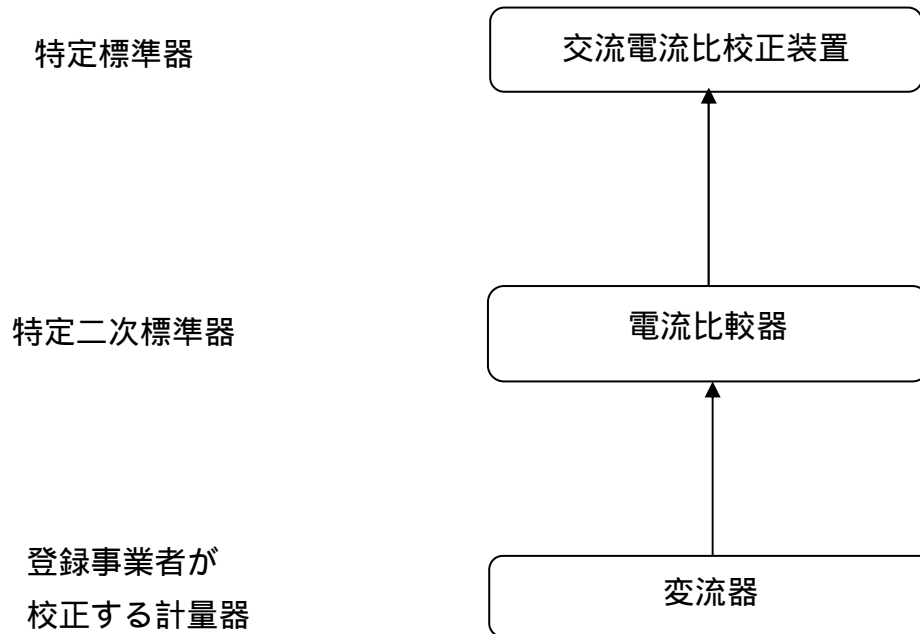 特定標準器
交流電流比校正装置
特定二次標準器
電流比較器
登録事業者が
校正する計量器
変流器